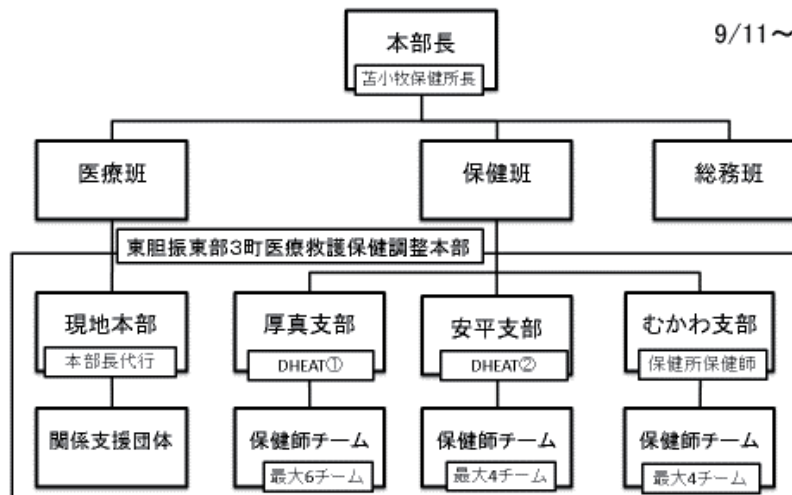 本部長
苫小牧保健所長
9/11～
医療班
保健班
総務班
東胆振東部3町医療救護保健調整本部
現地本部
本部長代行
厚真支部
DHEAT①
安平支部
DHEAT②
むかわ支部
保健所保健師
関係支援団体
保健師チーム
最大6チーム
保健師チーム
最大4チーム
保健師チーム
最大4チーム